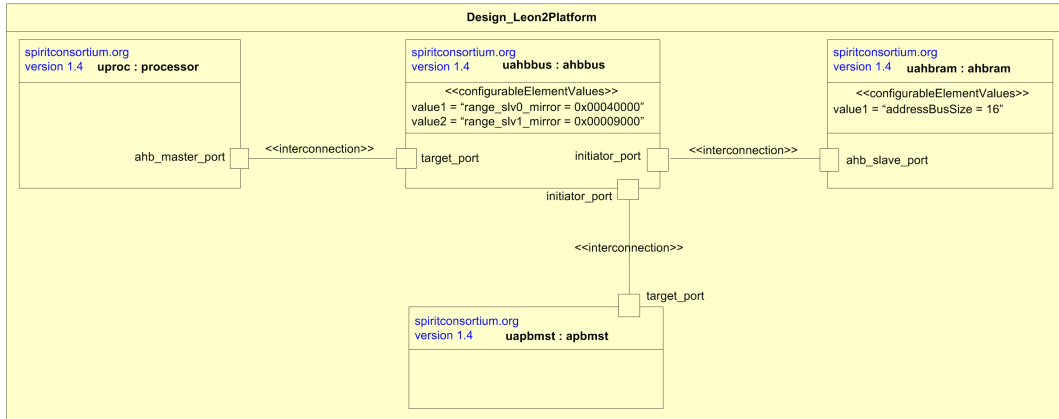 Design_Leon2Platform
spiritconsortium.org
version 1.4 uproc : processor
ahb_master_port
<<interconnection>>
spiritconsortium.org
version 1.4 uahbbus : ahbbus
<<configurableElementValues>>
value1 = “range_slv0_mirror = 0x00040000”
value2 = “range_slv1_mirror = 0x00009000”
target_port
initiator_port
initiator_port
<<interconnection>>
spiritconsortium.org
version 1.4 uahbram : ahbram
<<configurableElementValues>>
value1 = “addressBusSize = 16”
ahb_slave_port
<<interconnection>>
target_port
spiritconsortium.org
version 1.4 uapbmst : apbmst